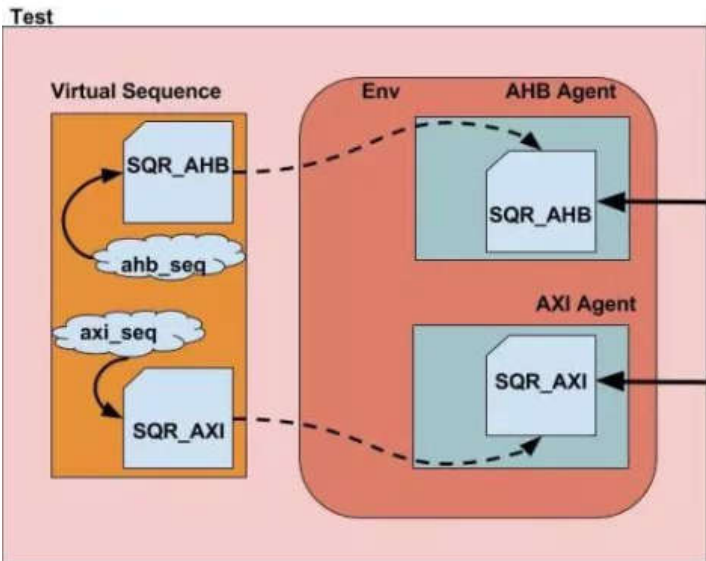 Test
Virtual Sequence
Env
AHB Agent
SQR_AHB
SQR_AHB
ahb_seq
AXI Agent
axi_seq
SQR_AXI
SQR_AXI